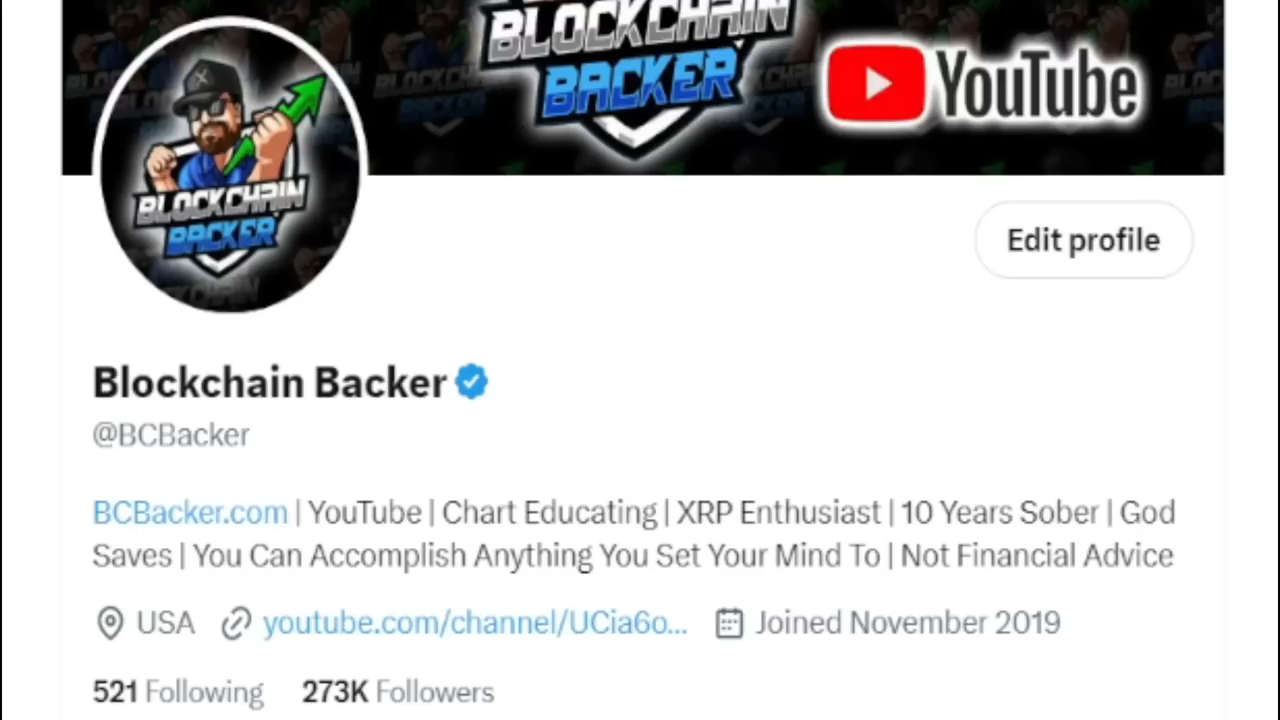 BLOCKCHAIN
BACKER
YouTube
BLOCKCHAIN
BACKER
Edit profile
Blockchain Backer
@BCBacker
BCBacker.com | YouTube | Chart Educating | XRP Enthusiast | 10 Years Sober | God
Saves | You Can Accomplish Anything You Set Your Mind To | Not Financial Advice
USA youtube.com/channel/UCia6o... Joined November 2019
521 Following 273K Followers